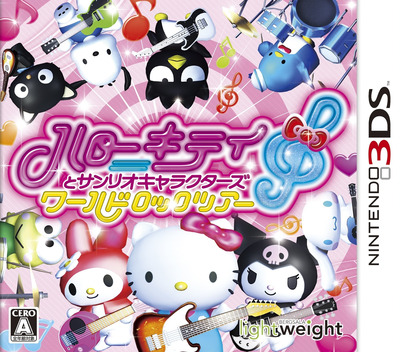 ハローキティ
とサンリオキャラクターズ
ワールドロックツアー
NINTENDO 3DS
CERO
A
lightweight